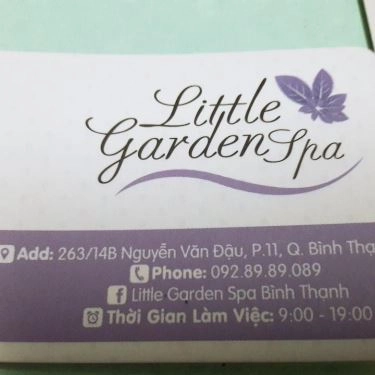 Little
Garden Spa
Add: 263/14B Nguyễn Văn Đậu, P.11, Q. Bình
Phone: 092.89.89.089
Little Garden Spa Bình Thạnh
Thời Gian Làm Việc: 9:00 - 19:00